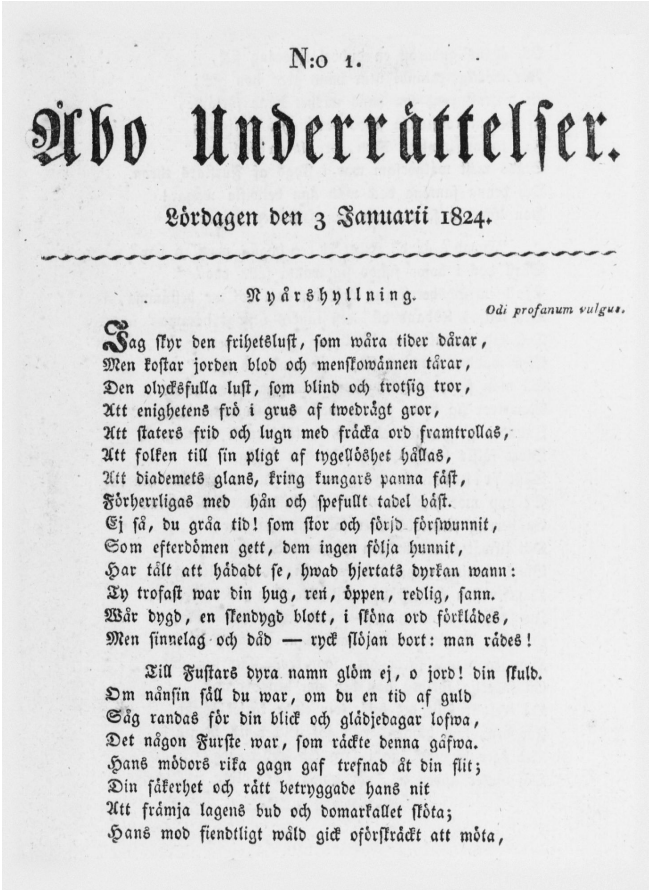 N:o 1.
Åbo Underrättelser.
Lördagen den 3 Januarii 1824.
Nyårshyllning.
Odi profanum vulgus.
Jag skyr den frihetslust, som wåra tider dårar,
Men kostar jorden blod och menskowännen tårar,
Den olycksfulla lust, som blind och trotsig tror,
Att enighetens frö i grus af twedrägt gror,
Att staters frid och lugn med fräcka ord framtrollas,
Att folken till sin pligt af tygellöshet hållas,
Att diademets glans, kring kungars panna fäst,
Förherrligas med hån och spefullt tadel bäst.
Ej så, du gråa tid! som stor och sörjd förswunnit,
Som efterdömen gett, dem ingen följa hunnit,
Har tålt att hädadt se, hwad hjertats dyrkan wann:
Ty trofast war din hug, ren, öppen, redlig, sann.
Wår dygd, en skendygd blott, i sköna ord förklädes,
Men sinnelag och dåd — ryck slöjan bort: man rädes!
Till Fustars dyra namn glöm ej, o jord! din skuld.
Om nånsin säll du war, om du en tid af guld
Såg randas för din blick och glädjedagar lofwa,
Det någon Furste war, som räckte denna gåfwa.
Hans mödors rika gagn gaf trefnad åt din flit;
Din säkerhet och rätt betryggade hans nit
Att främja lagens bud och domarkallet sköta;
Hans mod fiendtligt wåld gick oförskräckt att möta,